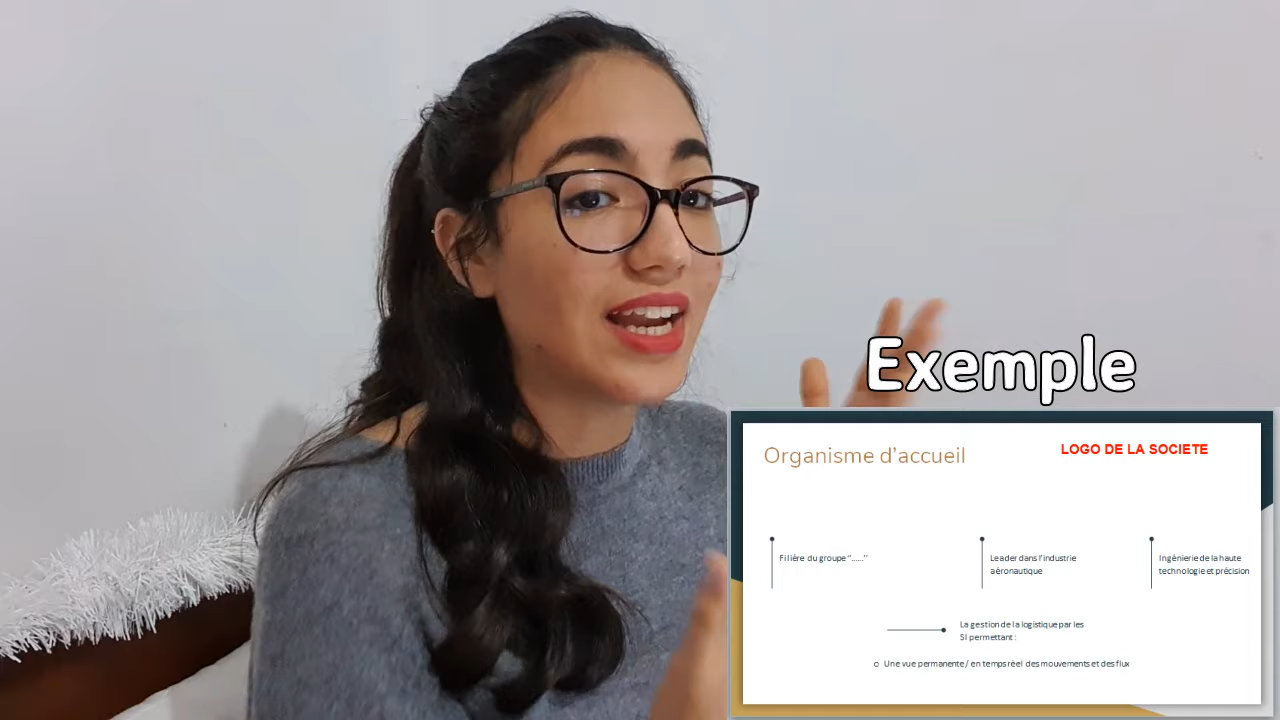 Exemple
Organisme d'accueil
LOGO DE LA SOCIETE
Filiére du groupe "......"
Leader dans l'industrie
aéronautique
Ingénierie de la haute
technologie et précision
La gestion de la logistique par les
SI permettant :
o Une vue permanente / en temps réel des mouvements et des flux